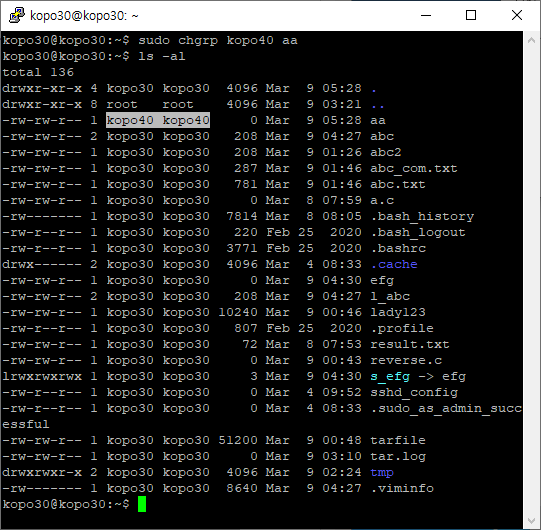 kopo30@kopo30: ~
kopo30@kopo30:~$ sudo chgrp kopo40 aa
kopo30@kopo30:~$ ls -al
total 136
drwxr-xr-x 4 kopo30 kopo30  4096 Mar  9 05:28 .
drwxr-xr-x 8 root   root    4096 Mar  9 03:21 ..
-rw-rw-r-- 1 kopo40 kopo40     0 Mar  9 05:28 aa
-rw-rw-r-- 2 kopo30 kopo30   208 Mar  9 04:27 abc
-rw-rw-r-- 1 kopo30 kopo30   208 Mar  9 01:26 abc2
-rw-rw-r-- 1 kopo30 kopo30   287 Mar  9 01:46 abc_com.txt
-rw-rw-r-- 1 kopo30 kopo30   781 Mar  9 01:46 abc.txt
-rw-rw-r-- 1 kopo30 kopo30     0 Mar  8 07:59 a.c
-rw------- 1 kopo30 kopo30  7814 Mar  8 08:05 .bash_history
-rw-r--r-- 1 kopo30 kopo30   220 Feb 25  2020 .bash_logout
-rw-r--r-- 1 kopo30 kopo30  3771 Feb 25  2020 .bashrc
drwx------ 2 kopo30 kopo30  4096 Mar  4 08:33 .cache
-rw-rw-r-- 1 kopo30 kopo30     0 Mar  9 04:30 efg
-rw-rw-r-- 2 kopo30 kopo30   208 Mar  9 04:27 l_abc
-rw-rw-r-- 1 kopo30 kopo30 10240 Mar  9 00:46 lady123
-rw-r--r-- 1 kopo30 kopo30   807 Feb 25  2020 .profile
-rw-rw-r-- 1 kopo30 kopo30    72 Mar  8 07:53 result.txt
-rw-rw-r-- 1 kopo30 kopo30     0 Mar  9 00:43 reverse.c
lrwxrwxrwx 1 kopo30 kopo30     3 Mar  9 04:30 s_efg -> efg
-rw-rw-r-- 1 kopo30 kopo30     0 Mar  4 09:52 sshd_config
-rw-r--r-- 1 kopo30 kopo30     0 Mar  4 08:33 .sudo_as_admin_succ
essful
-rw-rw-r-- 1 kopo30 kopo30 51200 Mar  9 00:48 tarfile
-rw-rw-r-- 1 kopo30 kopo30     0 Mar  9 03:10 tar.log
drwxrwxr-x 2 kopo30 kopo30  4096 Mar  9 02:24 tmp
-rw------- 1 kopo30 kopo30  8640 Mar  9 04:27 .viminfo
kopo30@kopo30:~$